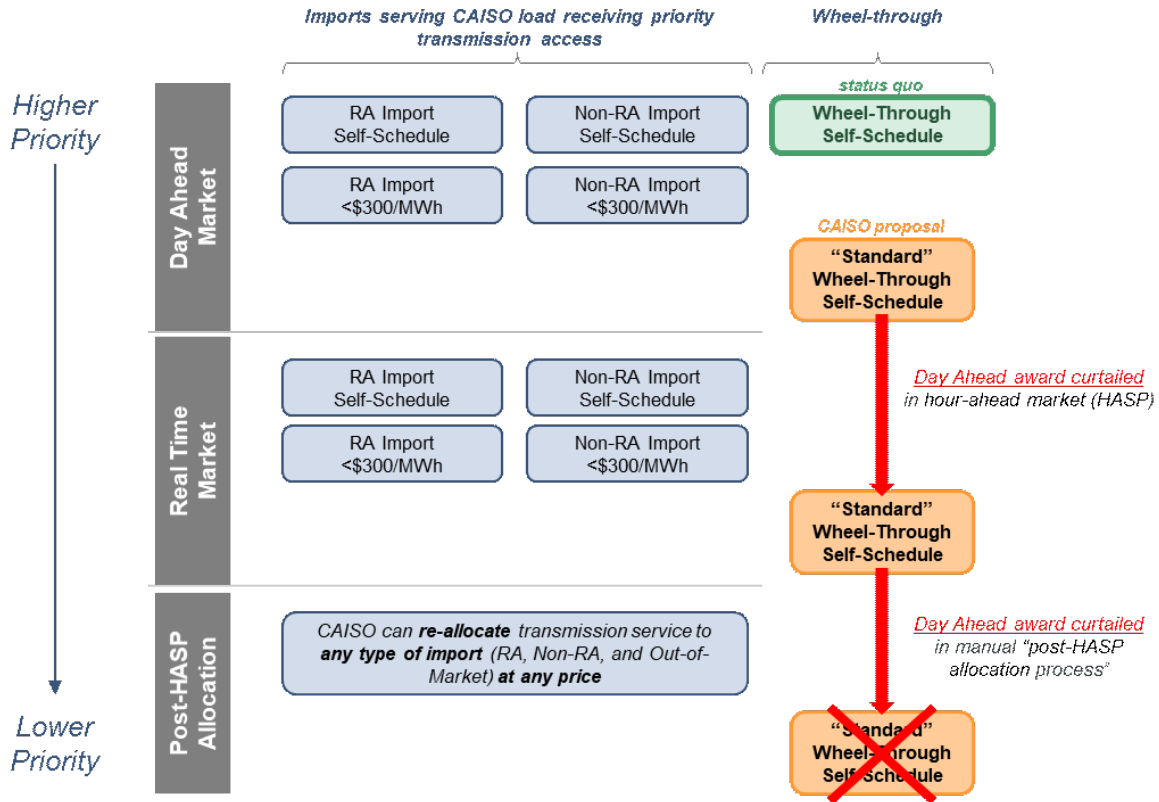 Imports serving CAISO load receiving priority
transmission access
Wheel-through
Higher
Priority
Lower
Priority
Day Ahead
Market
RA Import
Self-Schedule
Non-RA Import
Self-Schedule
status quo
Wheel-Through
Self-Schedule
RA Import
<$300/MWh
Non-RA Import
<$300/MWh
CAISO proposal
“Standard”
Wheel-Through
Self-Schedule
Day Ahead award curtailed
in hour-ahead market (HASP)
Real Time
Market
RA Import
Self-Schedule
Non-RA Import
Self-Schedule
RA Import
<$300/MWh
Non-RA Import
<$300/MWh
“Standard”
Wheel-Through
Self-Schedule
Day Ahead award curtailed
in manual “post-HASP
allocation process”
Post-HASP
Allocation
CAISO can re-allocate transmission service to
any type of import (RA, Non-RA, and Out-of-
Market) at any price
“Standard”
Wheel-Through
Self-Schedule